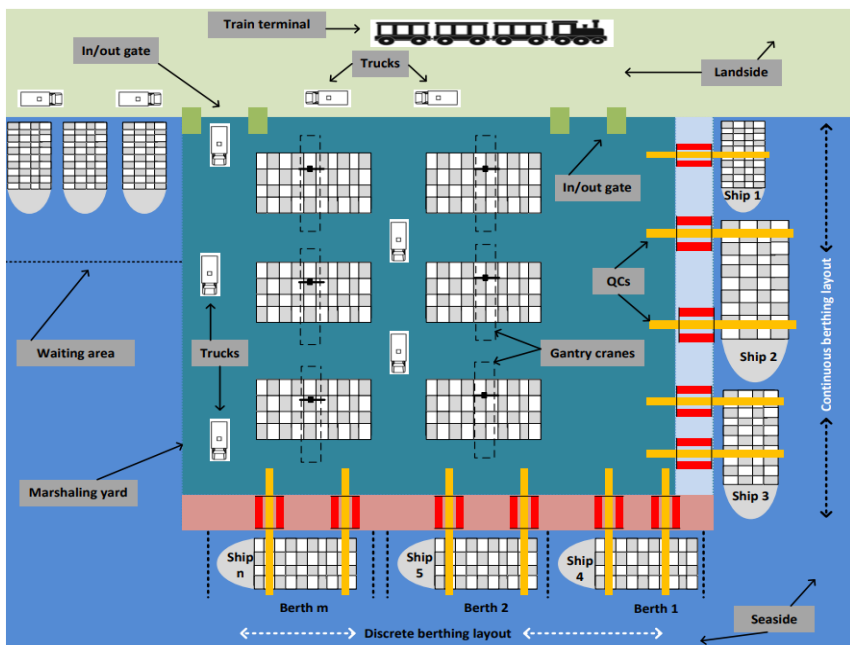 Train terminal
In/out gate
Trucks
Landside
In/out gate
Ship 1
QCs
Waiting area
Trucks
Gantry cranes
Ship 2
Continuous berthing layout
Marshaling yard
Ship 3
Ship
n
Ship
5
Ship
4
Berth m
Berth 2
Berth 1
Seaside
Discrete berthing layout